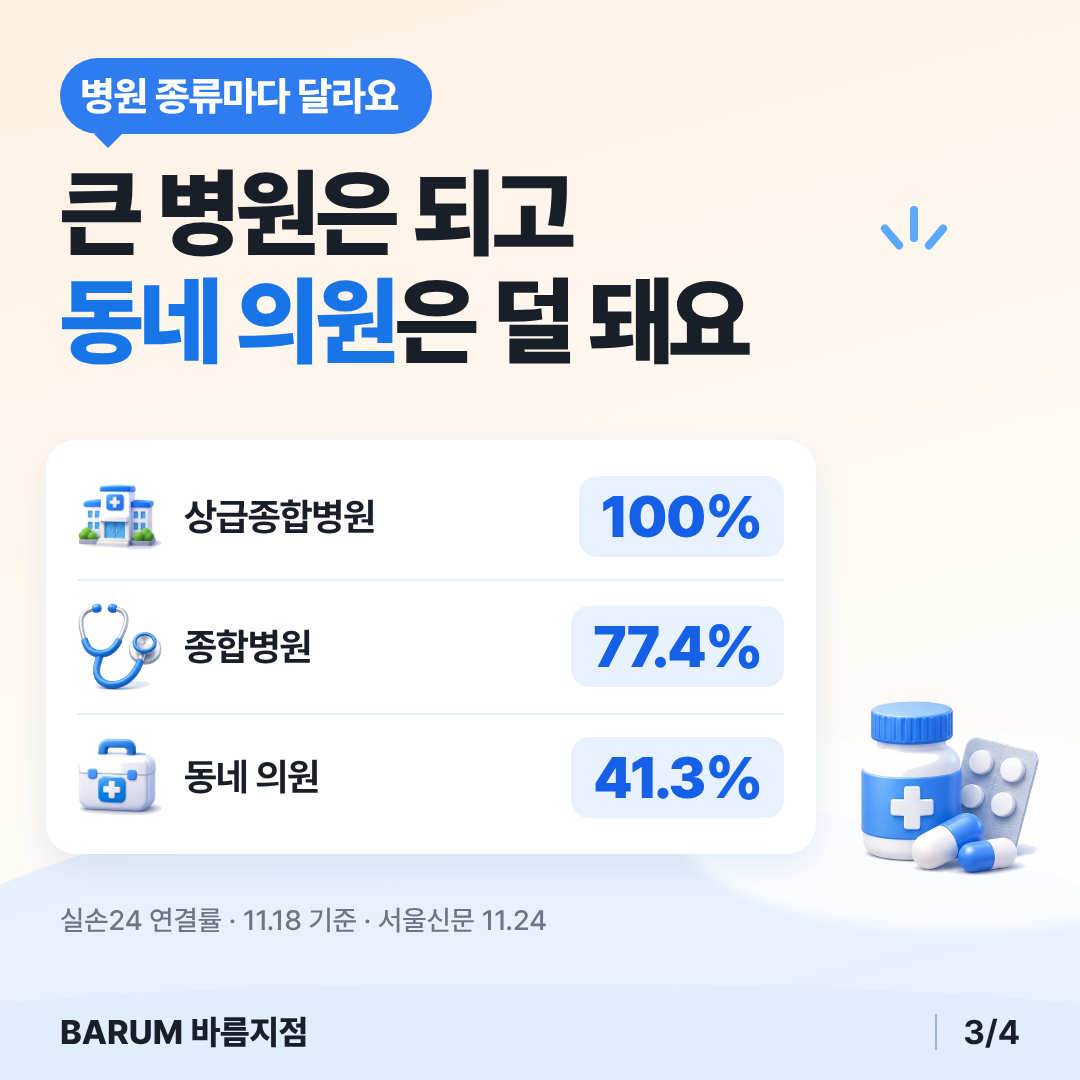 병원 종류마다 달라요
큰 병원은 되고
동네 의원은 덜 돼요
상급종합병원 100%
종합병원 77.4%
동네 의원 41.3%
실손24 연결률 · 11.18 기준 · 서울신문 11.24
BARUM 바름지점 3/4